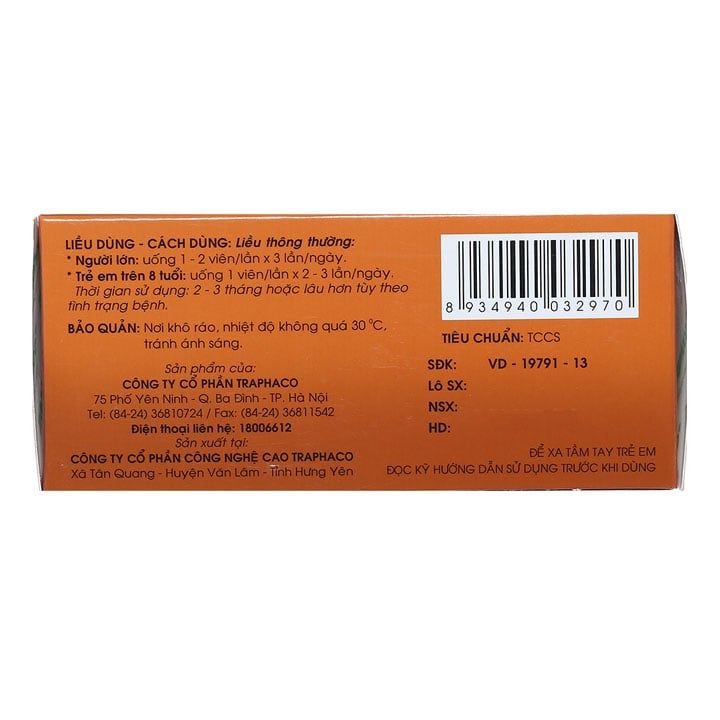 LIỀU DÙNG - CÁCH DÙNG: Liều thông thường:
* Người lớn: uống 1 - 2 viên/lần x 3 lần/ngày.
* Trẻ em trên 8 tuổi: uống 1 viên/lần x 2 - 3 lần/ngày.
Thời gian sử dụng: 2 - 3 tháng hoặc lâu hơn tùy theo
tình trạng bệnh.
BẢO QUẢN: Nơi khô ráo, nhiệt độ không quá 30 °C,
tránh ánh sáng.
Sản phẩm của:
CÔNG TY CỔ PHẦN TRAPHACO
75 Phố Yên Ninh - Q. Ba Đình - TP. Hà Nội
Tel: (84-24) 36810724 / Fax: (84-24) 36811542
Điện thoại liên hệ: 18006612
Sản xuất tại:
CÔNG TY CỔ PHẦN CÔNG NGHỆ CAO TRAPHACO
Xã Tân Quang - Huyện Văn Lâm - Tỉnh Hưng Yên
8 934940 032970
TIÊU CHUẨN: TCCS
SĐK: VD - 19791 - 13
Lô SX:
NSX:
HD:
ĐỂ XA TẦM TAY TRẺ EM
ĐỌC KỸ HƯỚNG DẪN SỬ DỤNG TRƯỚC KHI DÙNG